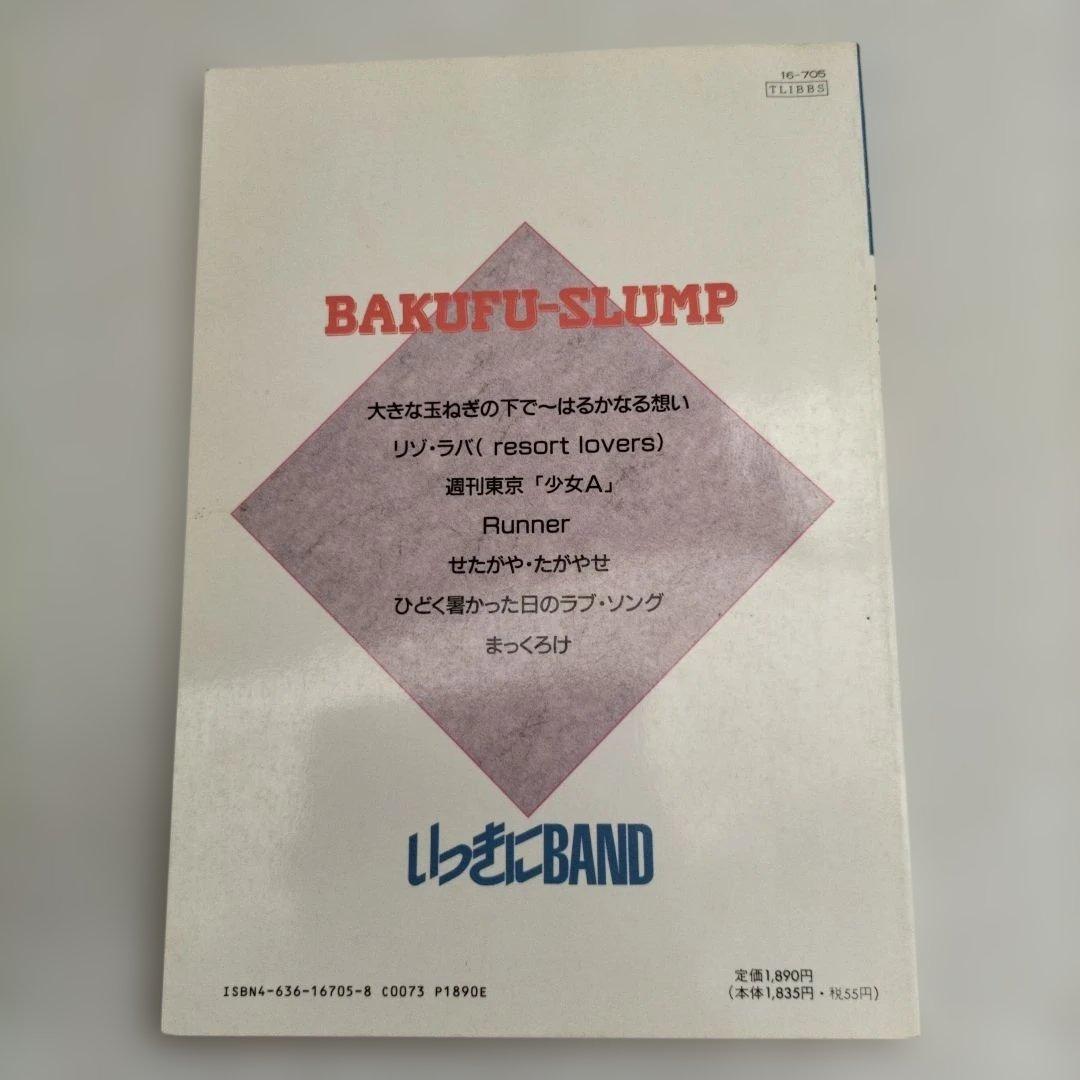 16-705
TLIBBS
BAKUFU-SLUMP
大きな玉ねぎの下で〜はるかなる想い
リゾ・ラバ( resort lovers)
週刊東京「少女A」
Runner
せたがや・たがやせ
ひどく暑かった日のラブ・ソング
まっくろけ
いっきにBAND
ISBN4-636-16705-8 C0073 P1890E
定価1,890円
(本体1,835円・税55円)